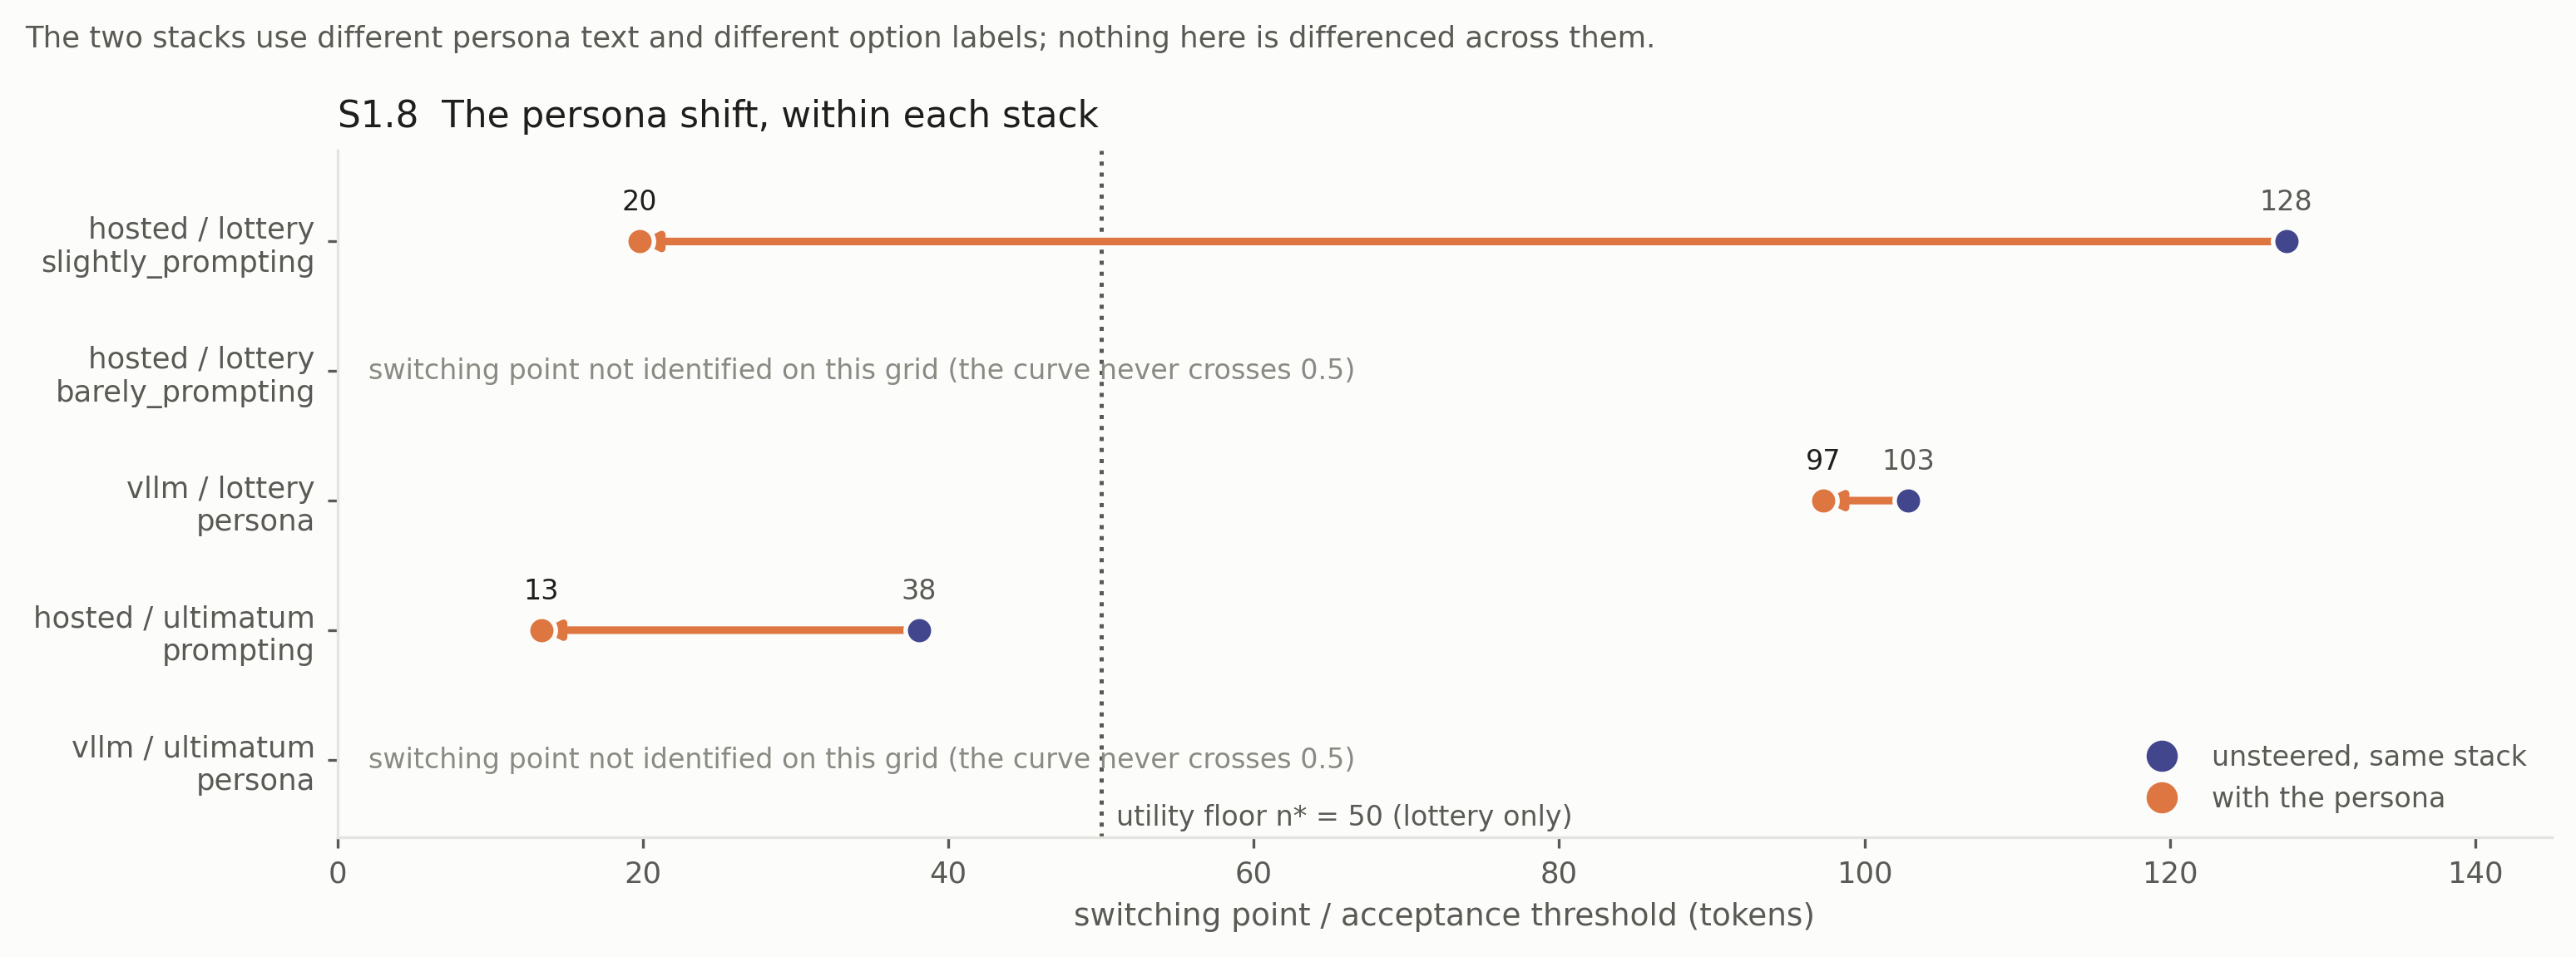 The two stacks use different persona text and different option labels; nothing here is differenced across them.
S1.8  The persona shift, within each stack
20
128
hosted / lottery
slightly_prompting
hosted / lottery
barely_prompting
switching point not identified on this grid (the curve never crosses 0.5)
97
103
vllm / lottery
persona
13
38
hosted / ultimatum
prompting
vllm / ultimatum
persona
switching point not identified on this grid (the curve never crosses 0.5)
unsteered, same stack
with the persona
utility floor n* = 50 (lottery only)
0 20 40 60 80 100 120 140
switching point / acceptance threshold (tokens)